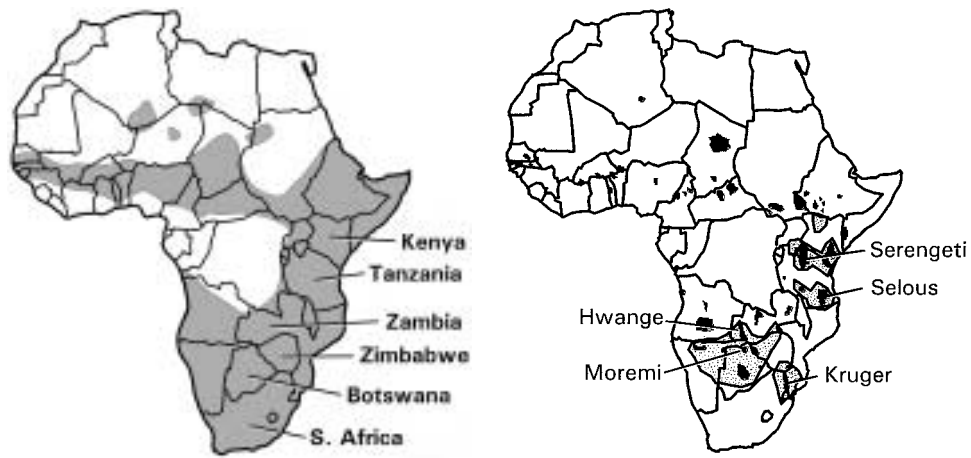 Kenya
Tanzania
Zambia
Zimbabwe
Botswana
S. Africa
Serengeti
Selous
Hwange
Moremi
Kruger